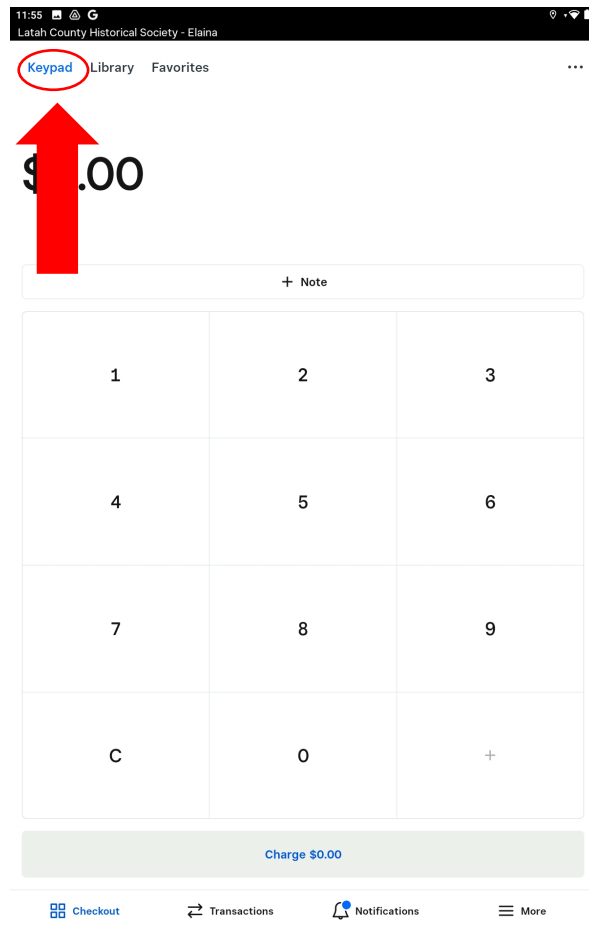 11:55 G
Latah County Historical Society - Elaina
Keypad Library Favorites
.00
+ Note
1 2 3
4 5 6
7 8 9
C 0 +
Charge $0.00
Checkout Transactions Notifications More